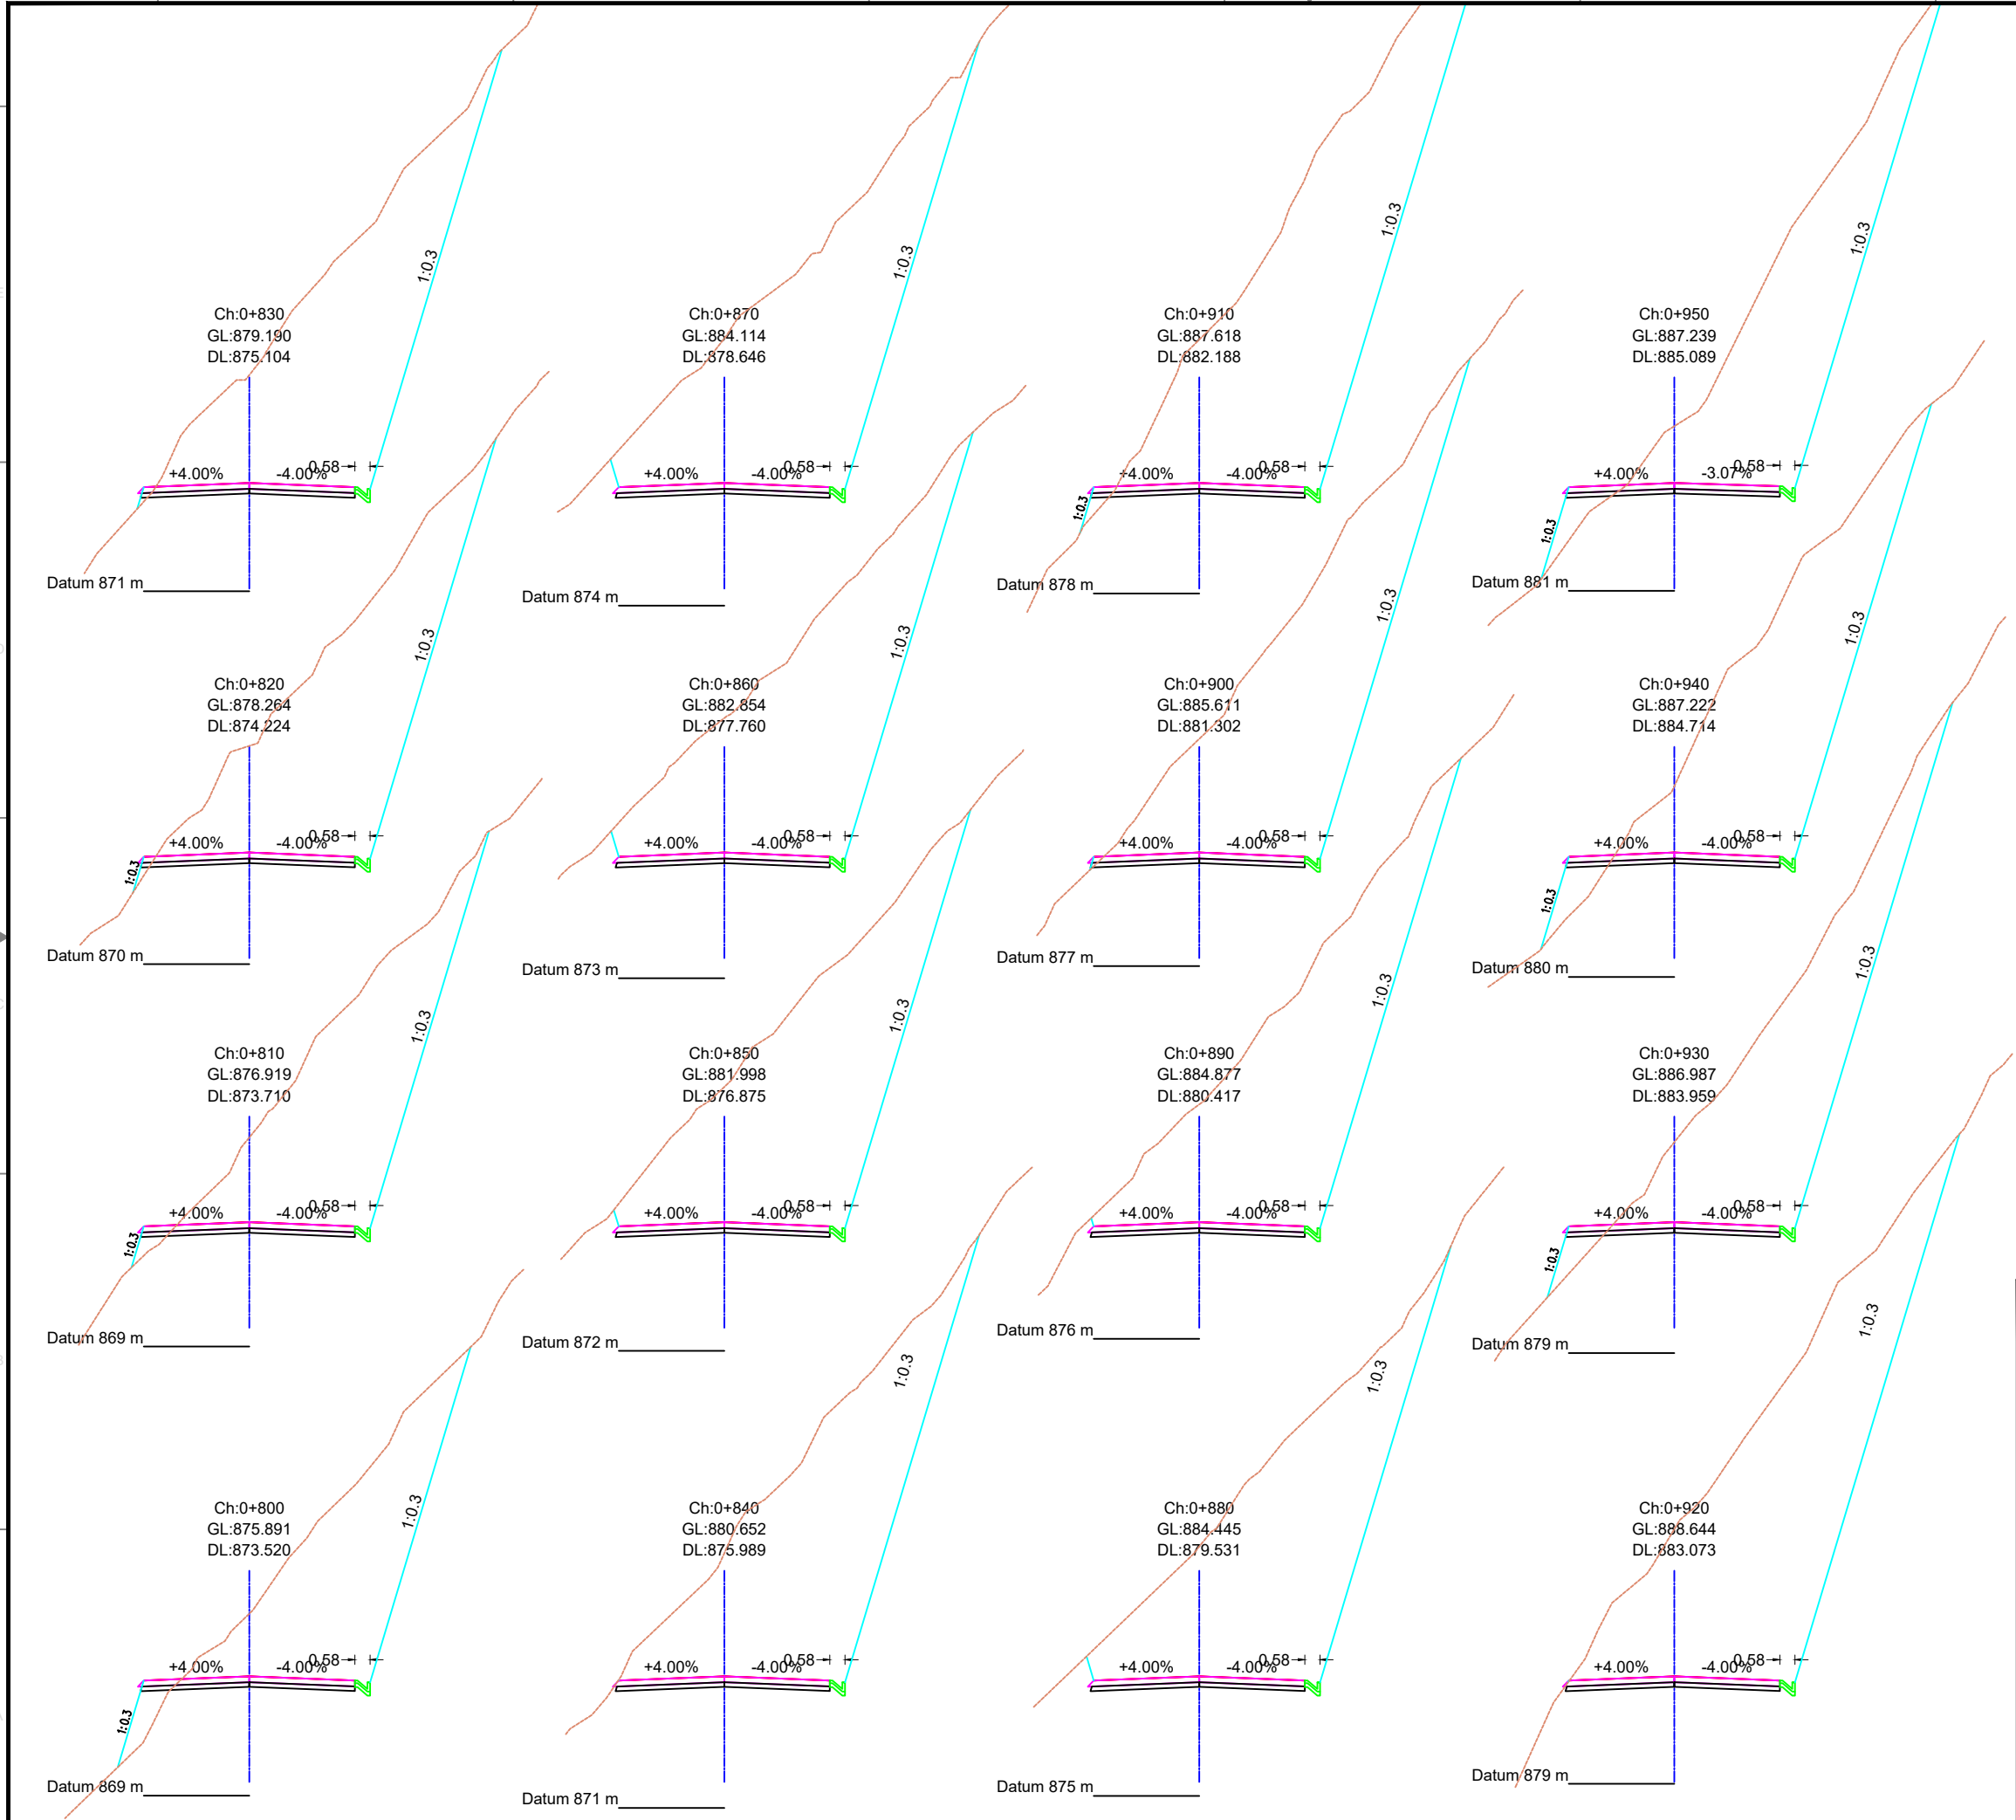 Ch:0+830
GL:879.190
DL:875.104
1:0.3
+4.00%
-4.00%
0.58
Datum 871 m
Ch:0+870
GL:884.114
DL:878.646
1:0.3
+4.00%
-4.00%
0.58
Datum 874 m
Ch:0+910
GL:887.618
DL:882.188
1:0.3
+4.00%
-4.00%
0.58
1:0.3
Datum 878 m
Ch:0+950
GL:887.239
DL:885.089
1:0.3
+4.00%
-3.07%
0.58
1:0.3
Datum 881 m
Ch:0+820
GL:878.264
DL:874.224
1:0.3
+4.00%
-4.00%
0.58
1:0.3
Datum 870 m
Ch:0+860
GL:882.854
DL:877.760
1:0.3
+4.00%
-4.00%
0.58
Datum 873 m
Ch:0+900
GL:885.611
DL:881.302
1:0.3
+4.00%
-4.00%
0.58
Datum 877 m
Ch:0+940
GL:887.222
DL:884.714
1:0.3
+4.00%
-4.00%
0.58
1:0.3
Datum 880 m
Ch:0+810
GL:876.919
DL:873.710
1:0.3
+4.00%
-4.00%
0.58
1:0.3
Datum 869 m
Ch:0+850
GL:881.998
DL:876.875
1:0.3
+4.00%
-4.00%
0.58
Datum 872 m
Ch:0+890
GL:884.877
DL:880.417
1:0.3
+4.00%
-4.00%
0.58
Datum 876 m
Ch:0+930
GL:886.987
DL:883.959
1:0.3
+4.00%
-4.00%
0.58
1:0.3
Datum 879 m
Ch:0+800
GL:875.891
DL:873.520
1:0.3
+4.00%
-4.00%
0.58
1:0.3
Datum 869 m
Ch:0+840
GL:880.652
DL:875.989
1:0.3
+4.00%
-4.00%
0.58
Datum 871 m
Ch:0+880
GL:884.445
DL:879.531
1:0.3
+4.00%
-4.00%
0.58
Datum 875 m
Ch:0+920
GL:888.644
DL:883.073
1:0.3
+4.00%
-4.00%
0.58
Datum 879 m